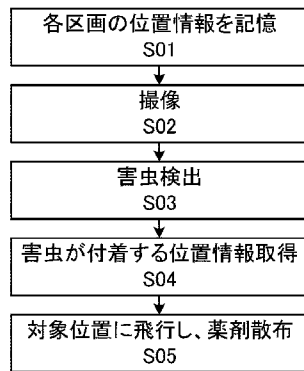 各区画の位置情報を記憶
S01
撮像
S02
害虫検出
S03
害虫が付着する位置情報取得
S04
対象位置に飛行し、薬剤散布
S05